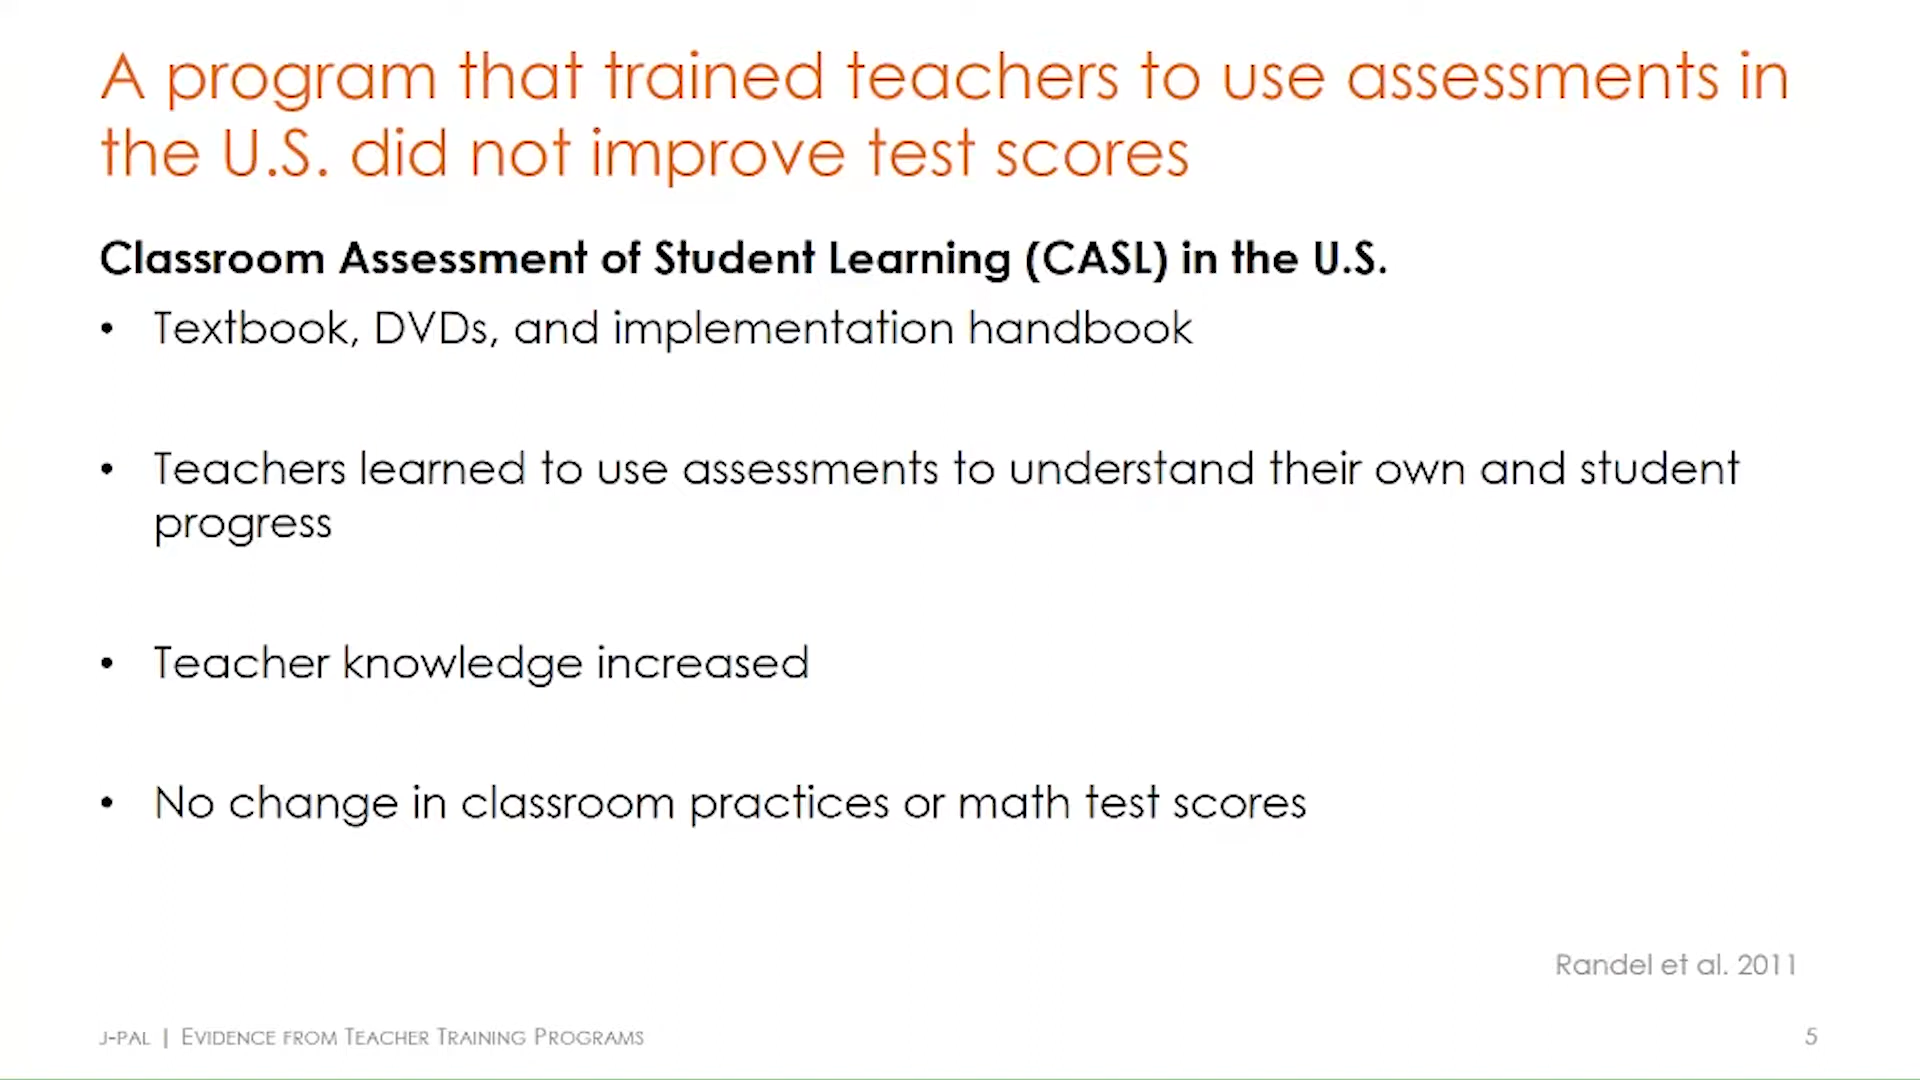 A program that trained teachers to use assessments in
the U.S. did not improve test scores
Classroom Assessment of Student Learning (CASL) in the U.S.
• Textbook, DVDs, and implementation handbook
• Teachers learned to use assessments to understand their own and student
progress
• Teacher knowledge increased
• No change in classroom practices or math test scores
Randel et al. 2011
J-PAL | EVIDENCE FROM TEACHER TRAINING PROGRAMS
5